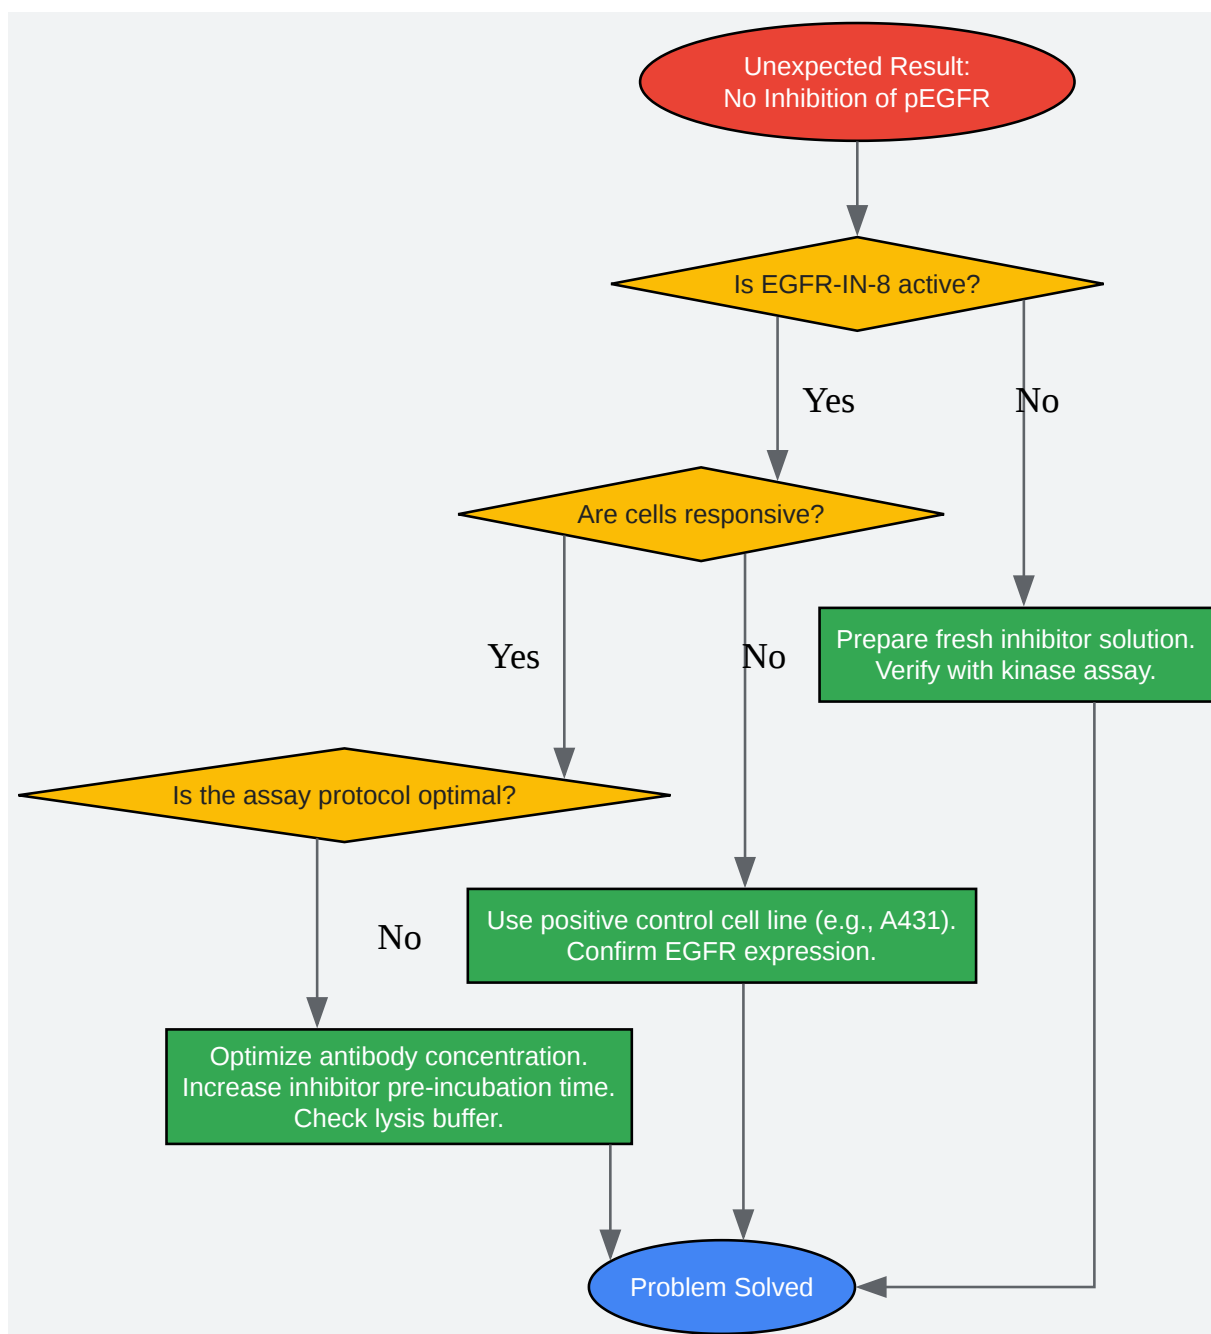 Unexpected Result:
No Inhibition of pEGFR
Is EGFR-IN-8 active?
Yes
No
Are cells responsive?
Yes
No
Prepare fresh inhibitor solution.
Verify with kinase assay.
Is the assay protocol optimal?
No
Use positive control cell line (e.g., A431).
Confirm EGFR expression.
Optimize antibody concentration.
Increase inhibitor pre-incubation time.
Check lysis buffer.
Problem Solved